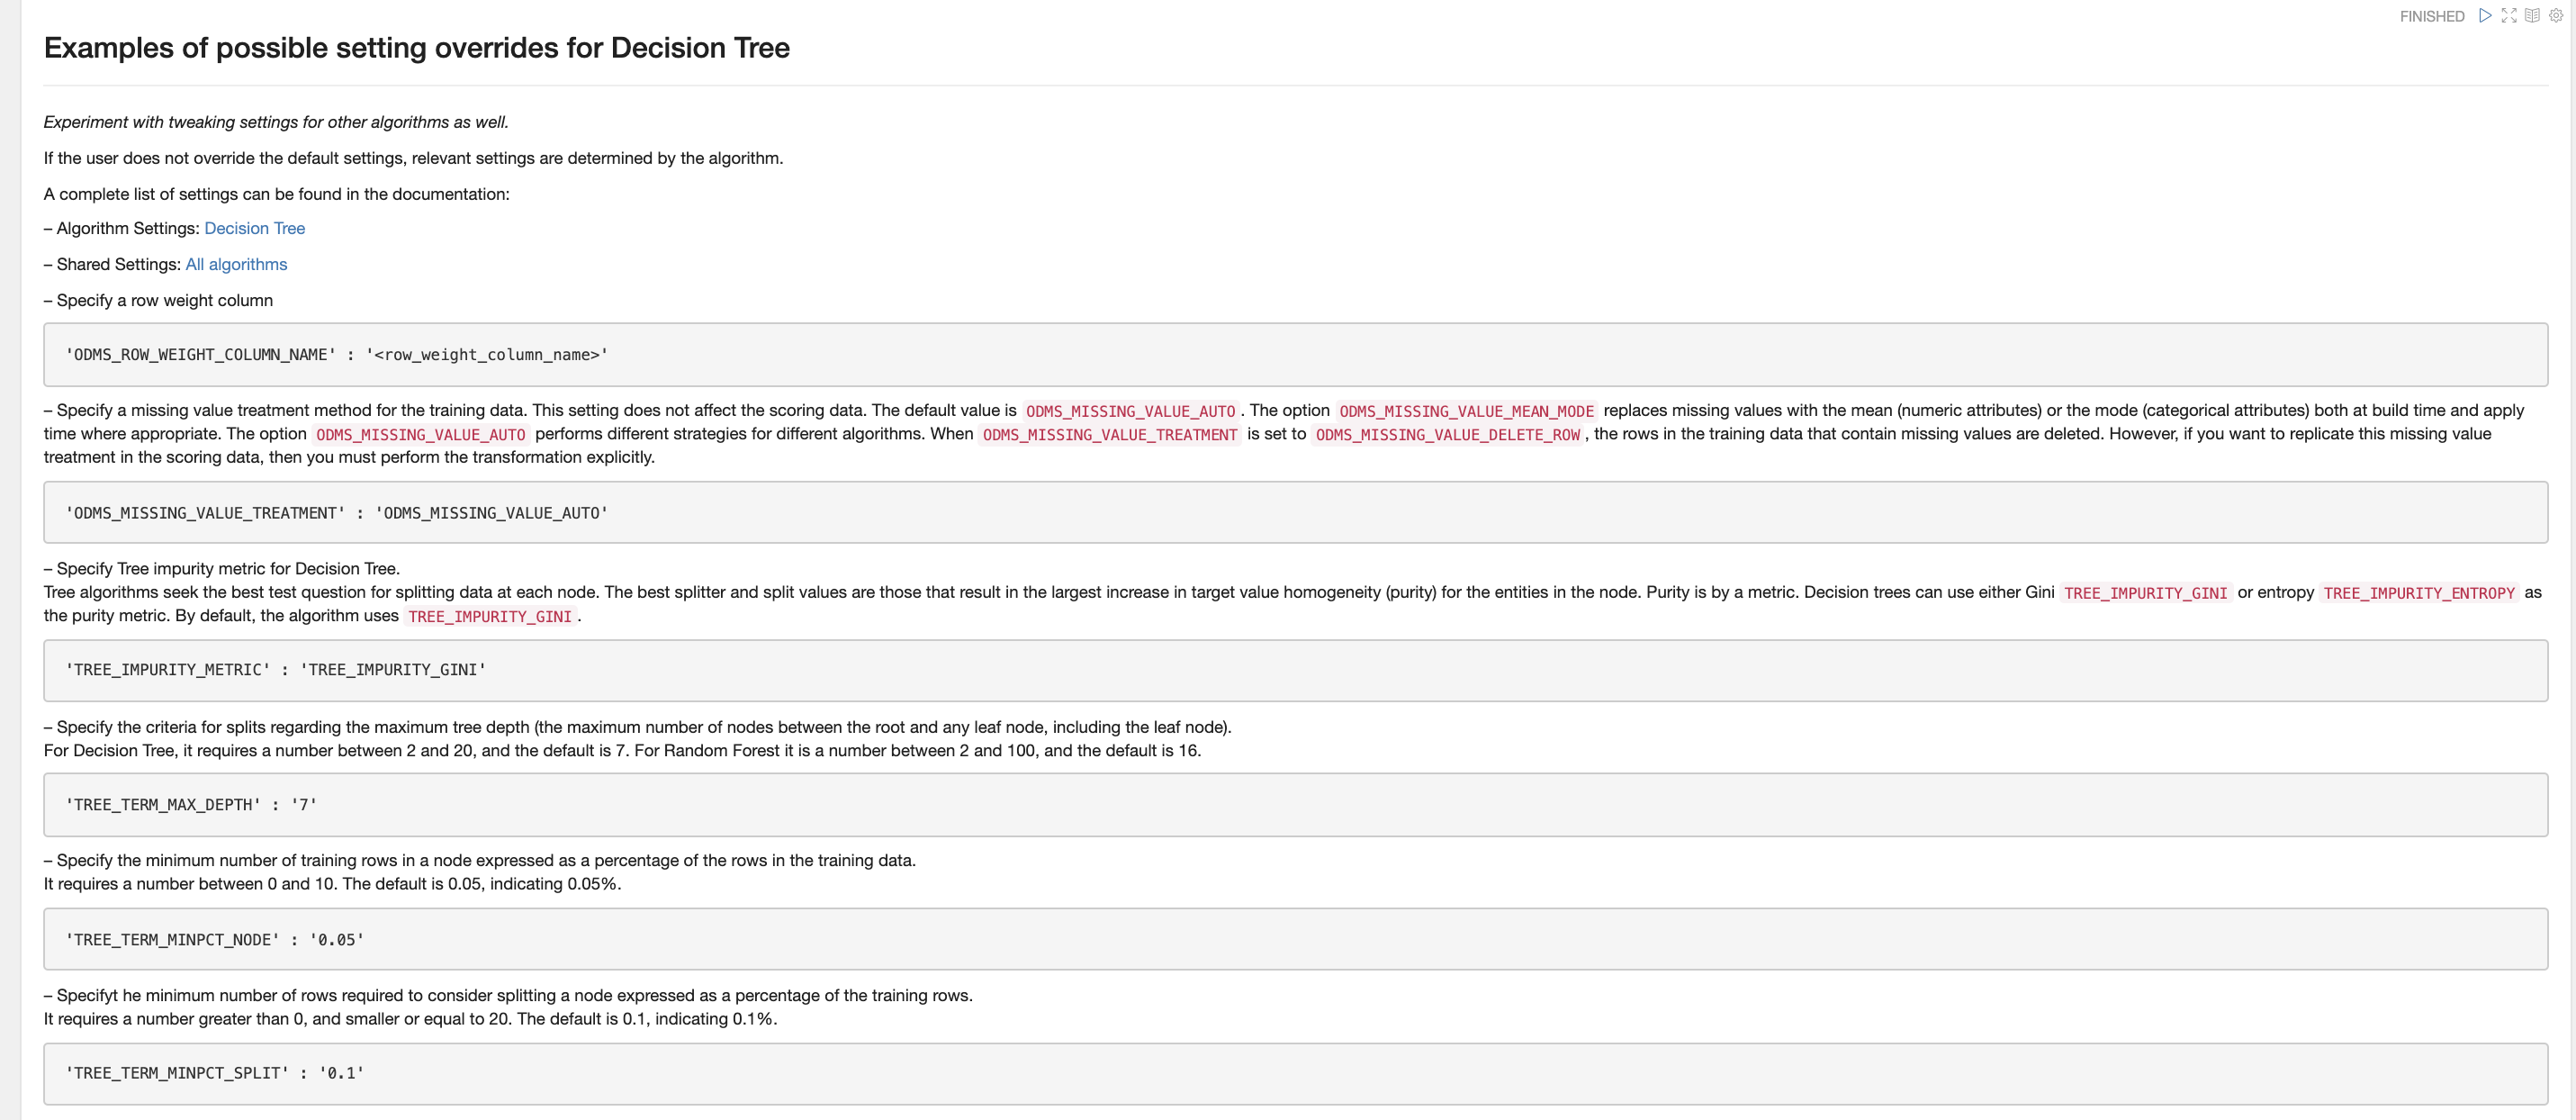 FINISHED
Examples of possible setting overrides for Decision Tree
Experiment with tweaking settings for other algorithms as well.
If the user does not override the default settings, relevant settings are determined by the algorithm.
A complete list of settings can be found in the documentation:
– Algorithm Settings: Decision Tree
– Shared Settings: All algorithms
– Specify a row weight column
'ODMS_ROW_WEIGHT_COLUMN_NAME' : '<row_weight_column_name>'
– Specify a missing value treatment method for the training data. This setting does not affect the scoring data. The default value is ODMS_MISSING_VALUE_AUTO. The option ODMS_MISSING_VALUE_MEAN_MODE replaces missing values with the mean (numeric attributes) or the mode (categorical attributes) both at build time and apply
time where appropriate. The option ODMS_MISSING_VALUE_AUTO performs different strategies for different algorithms. When ODMS_MISSING_VALUE_TREATMENT is set to ODMS_MISSING_VALUE_DELETE_ROW, the rows in the training data that contain missing values are deleted. However, if you want to replicate this missing value
treatment in the scoring data, then you must perform the transformation explicitly.
'ODMS_MISSING_VALUE_TREATMENT' : 'ODMS_MISSING_VALUE_AUTO'
– Specify Tree impurity metric for Decision Tree.
Tree algorithms seek the best test question for splitting data at each node. The best splitter and split values are those that result in the largest increase in target value homogeneity (purity) for the entities in the node. Purity is by a metric. Decision trees can use either Gini TREE_IMPURITY_GINI or entropy TREE_IMPURITY_ENTROPY as
the purity metric. By default, the algorithm uses TREE_IMPURITY_GINI.
'TREE_IMPURITY_METRIC' : 'TREE_IMPURITY_GINI'
– Specify the criteria for splits regarding the maximum tree depth (the maximum number of nodes between the root and any leaf node, including the leaf node).
For Decision Tree, it requires a number between 2 and 20, and the default is 7. For Random Forest it is a number between 2 and 100, and the default is 16.
'TREE_TERM_MAX_DEPTH' : '7'
– Specify the minimum number of training rows in a node expressed as a percentage of the rows in the training data.
It requires a number between 0 and 10. The default is 0.05, indicating 0.05%.
'TREE_TERM_MINPCT_NODE' : '0.05'
– Specifyt he minimum number of rows required to consider splitting a node expressed as a percentage of the training rows.
It requires a number greater than 0, and smaller or equal to 20. The default is 0.1, indicating 0.1%.
'TREE_TERM_MINPCT_SPLIT' : '0.1'